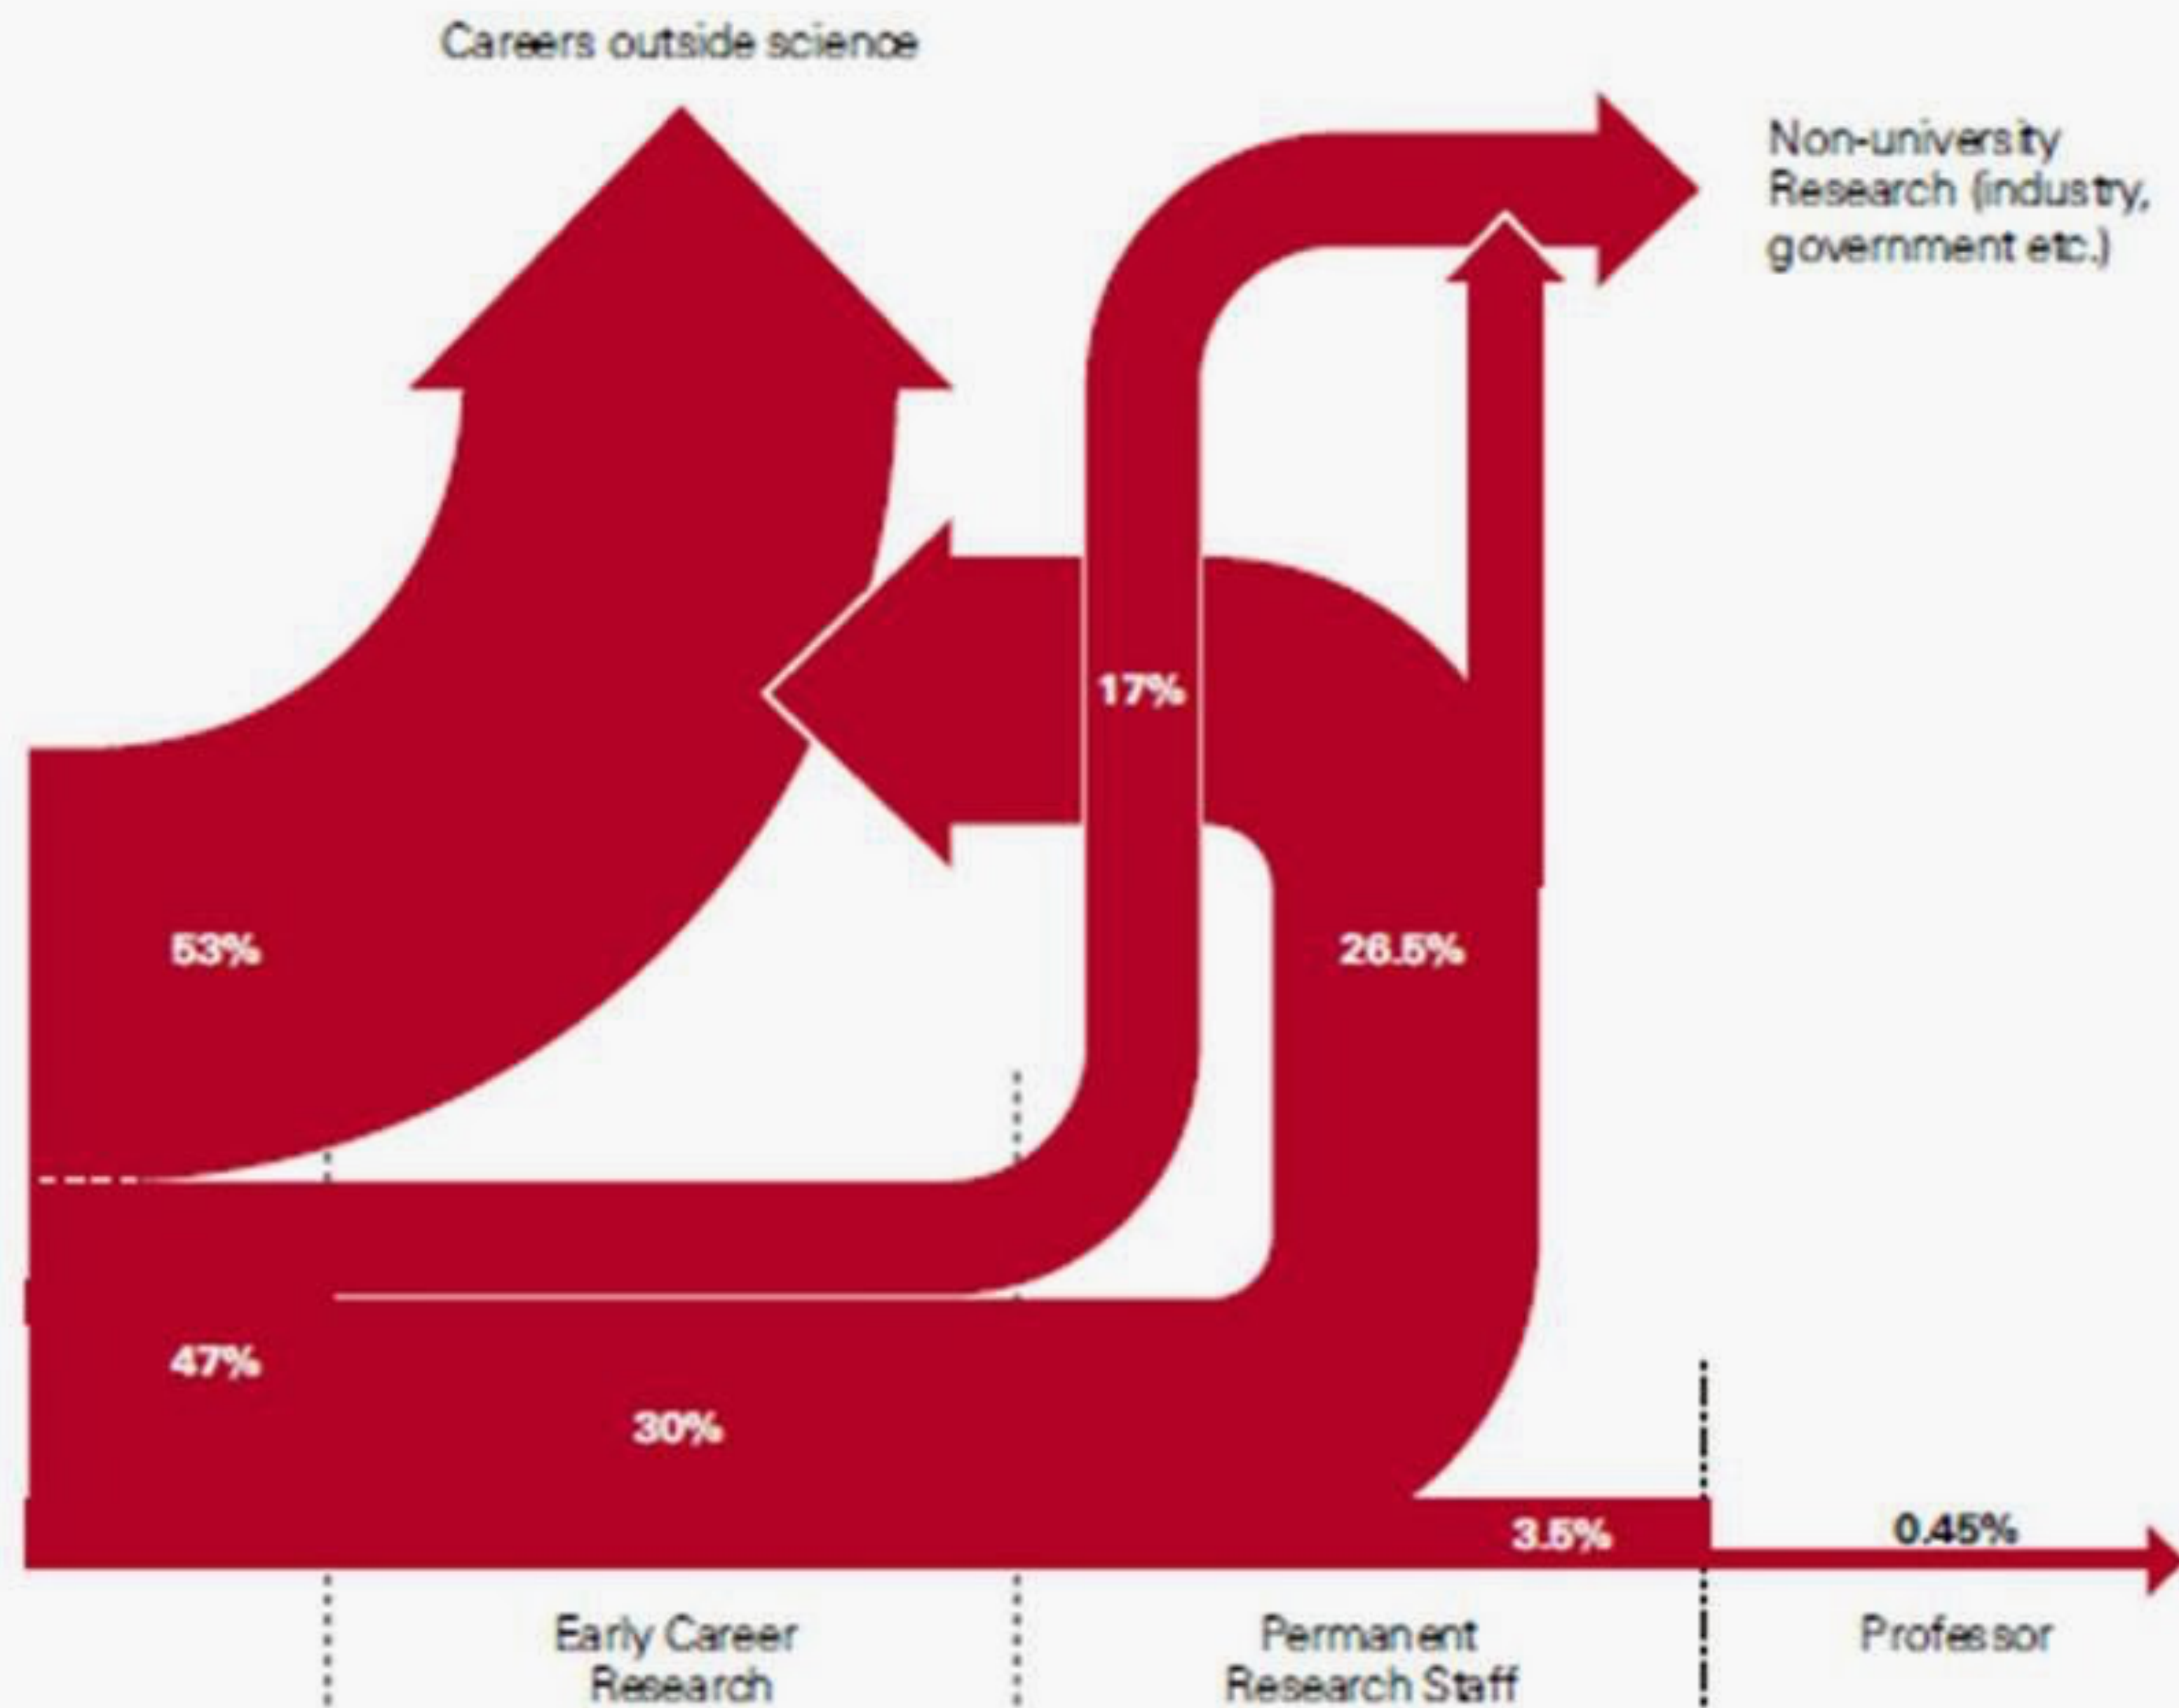 Careers outside science
Non-university
Research (industry,
government etc.)
17%
53%
26.5%
47%
30%
3.5%
0.45%
Early Career
Research
Permanent
Research Staff
Professor